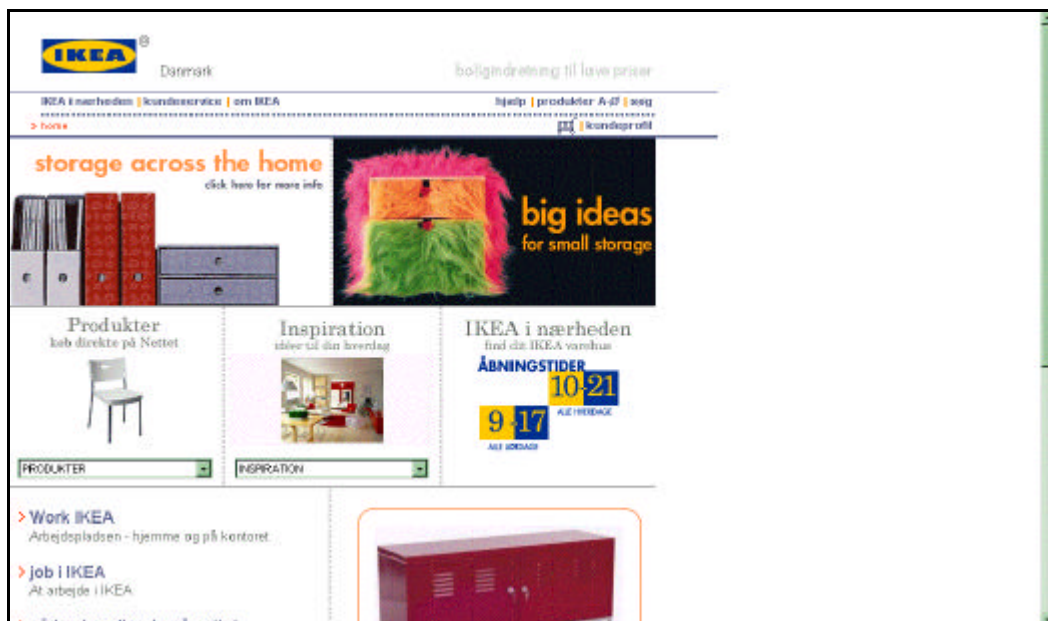 IKEA ®
Danmark
boligindretning til lave priser
IKEA i nærheden | kundeservice | om IKEA
hjælp | produkter A-Ø | søg
> home
| kundeprofil
storage across the home
click here for more info
big ideas
for small storage
Produkter
køb direkte på Nettet
Inspiration
idéer til din hverdag
IKEA i nærheden
find dit IKEA varehus
ÅBNINGSTIDER
10-21
ALLE HVERDAGE
9-17
ALLE LØRDAGE
PRODUKTER
INSPIRATION
> Work IKEA
Arbejdspladsen - hjemme og på kontoret
> job i IKEA
At arbejde i IKEA